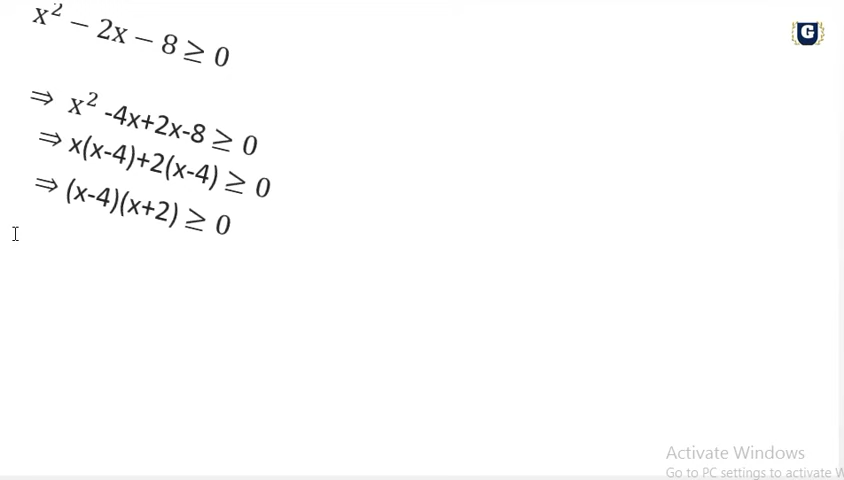 x² − 2x − 8 ≥ 0
⇒ x² -4x+2x-8 ≥ 0
⇒ x(x-4)+2(x-4) ≥ 0
⇒ (x-4)(x+2) ≥ 0
G
Activate Windows
Go to PC settings to activate W